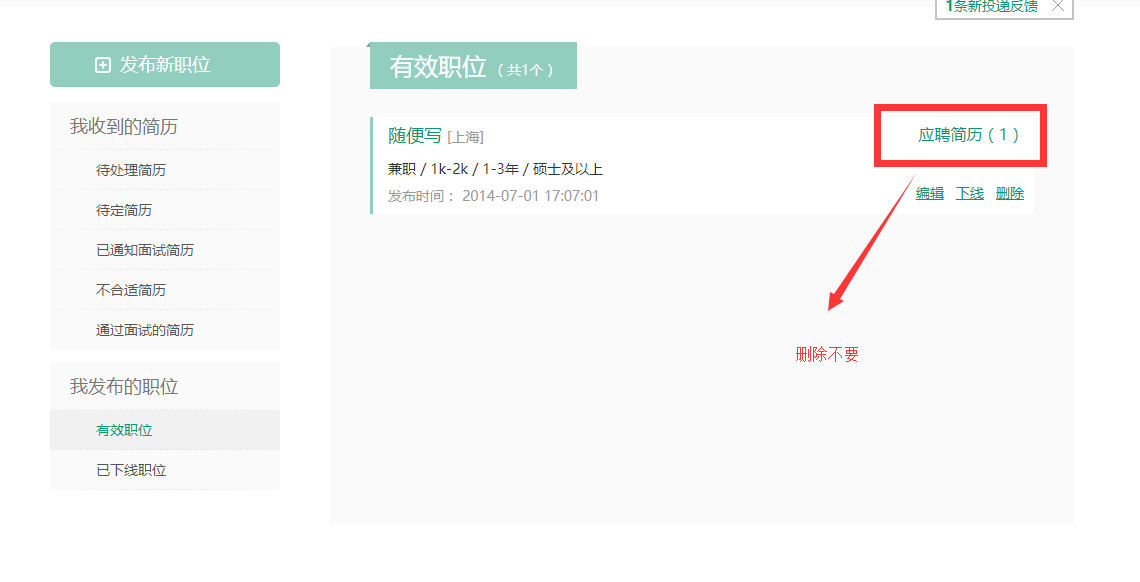 1条新投递反馈
发布新职位
我收到的简历
待处理简历
待定简历
已通知面试简历
不合适简历
通过面试的简历
我发布的职位
有效职位
已下线职位
有效职位（共1个）
随便写 [上海]
应聘简历（1）
兼职 / 1k-2k / 1-3年 / 硕士及以上
发布时间： 2014-07-01 17:07:01
编辑 下线 删除
删除不要